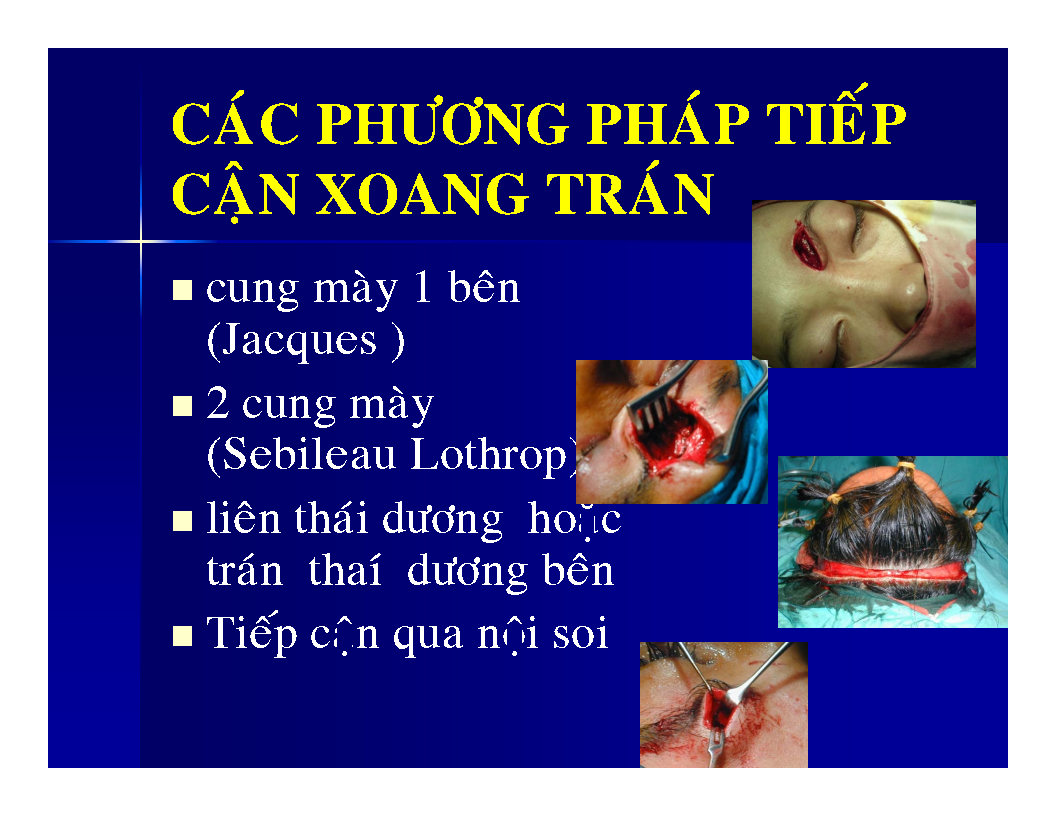 CÁC PHƯƠNG PHÁP TIẾP
CẬN XOANG TRÁN
cung mày 1 bên
(Jacques )
2 cung mày
(Sebileau Lothrop)
liên thái dương hoặc
trán thaí dương bên
Tiếp cận qua nội soi